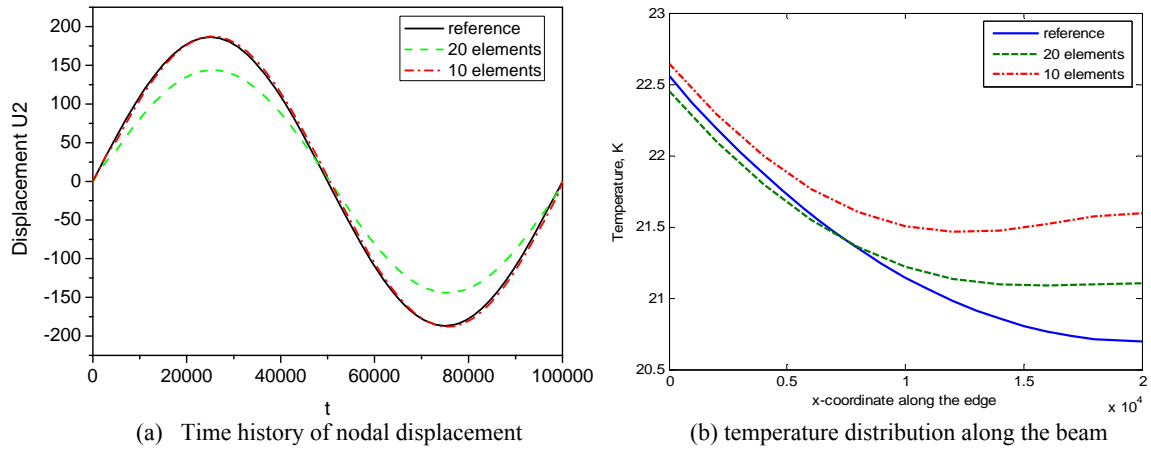 reference
20 elements
10 elements
200
150
100
50
0
-50
-100
-150
-200
Displacement U2
0 20000 40000 60000 80000 100000
t
(a) Time history of nodal displacement
23
22.5
22
21.5
21
20.5
Temperature, K
reference
20 elements
10 elements
0 0.5 1 1.5 2
x-coordinate along the edge
x 10⁴
(b) temperature distribution along the beam